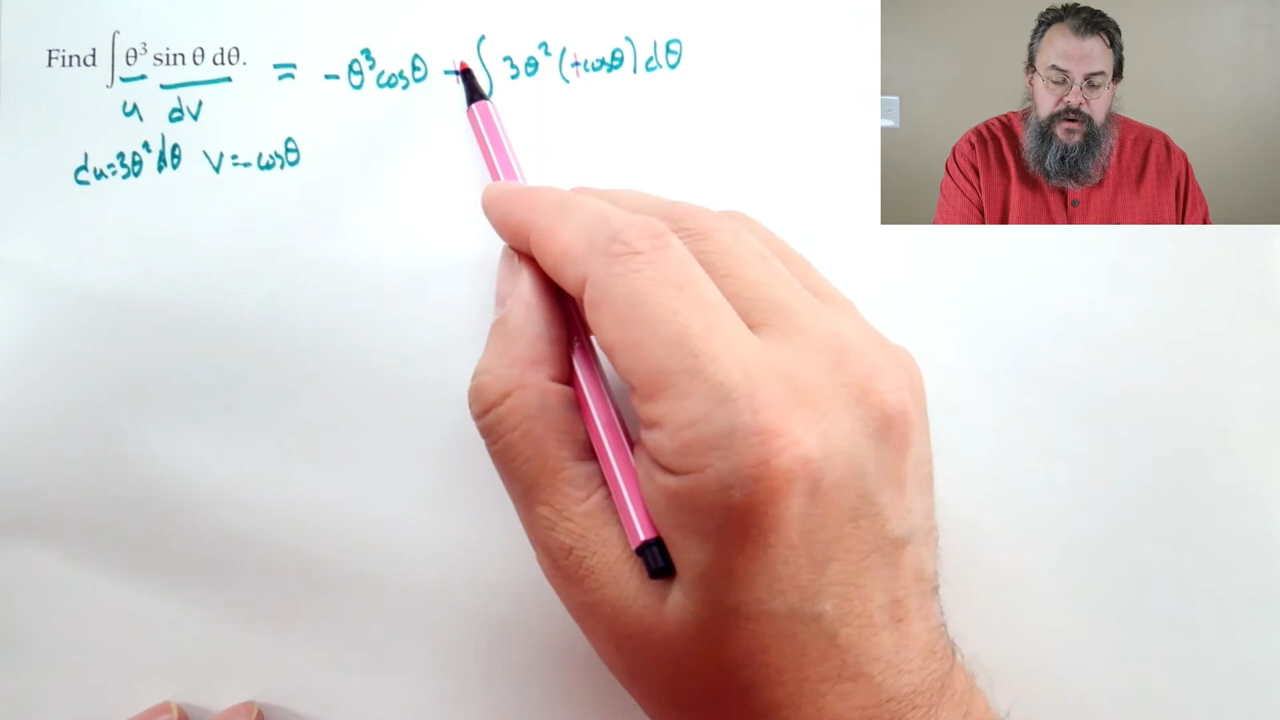 Find ∫θ³ sin θ dθ. = -θ³cosθ + ∫ 3θ² (+cosθ) dθ
u dv
du=3θ²dθ v=-cosθ